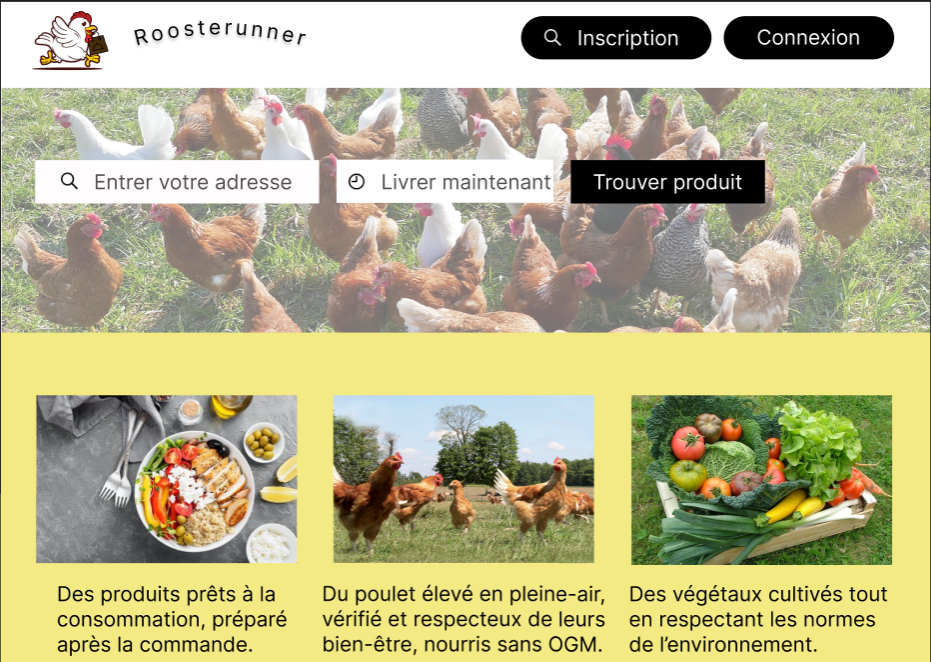 Roosterunner
Inscription
Connexion
Entrer votre adresse
Livrer maintenant
Trouver produit
Des produits prêts à la
consommation, préparé
après la commande.
Du poulet élevé en pleine-air,
vérifié et respecteux de leurs
bien-être, nourris sans OGM.
Des végétaux cultivés tout
en respectant les normes
de l’environnement.